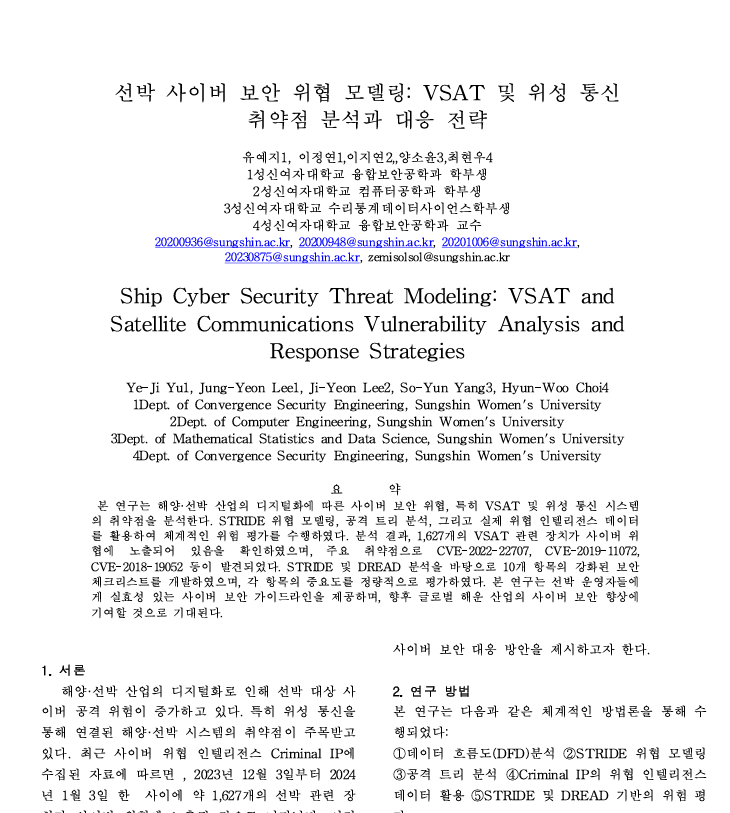 선박 사이버 보안 위협 모델링: VSAT 및 위성 통신
취약점 분석과 대응 전략
유예지1, 이정연1,이지연2,,양소윤3,최현우4
1성신여자대학교 융합보안공학과 학부생
2성신여자대학교 컴퓨터공학과 학부생
3성신여자대학교 수리통계데이터사이언스학부생
4성신여자대학교 융합보안공학과 교수
20200936@sungshin.ac.kr, 20200948@sungshin.ac.kr, 20201006@sungshin.ac.kr,
20230875@sungshin.ac.kr, zemisolsol@sungshin.ac.kr
Ship Cyber Security Threat Modeling: VSAT and
Satellite Communications Vulnerability Analysis and
Response Strategies
Ye-Ji Yu1, Jung-Yeon Lee1, Ji-Yeon Lee2, So-Yun Yang3, Hyun-Woo Choi4
1Dept. of Convergence Security Engineering, Sungshin Women's University
2Dept. of Computer Engineering, Sungshin Women's University
3Dept. of Mathematical Statistics and Data Science, Sungshin Women's University
4Dept. of Convergence Security Engineering, Sungshin Women's University
요 약
본 연구는 해양·선박 산업의 디지털화에 따른 사이버 보안 위협, 특히 VSAT 및 위성 통신 시스템
의 취약점을 분석한다. STRIDE 위협 모델링, 공격 트리 분석, 그리고 실제 위협 인텔리전스 데이터
를 활용하여 체계적인 위험 평가를 수행하였다. 분석 결과, 1,627개의 VSAT 관련 장치가 사이버 위
협에 노출되어 있음을 확인하였으며, 주요 취약점으로 CVE-2022-22707, CVE-2019-11072,
CVE-2018-19052 등이 발견되었다. STRIDE 및 DREAD 분석을 바탕으로 10개 항목의 강화된 보안
체크리스트를 개발하였으며, 각 항목의 중요도를 정량적으로 평가하였다. 본 연구는 선박 운영자들에
게 실효성 있는 사이버 보안 가이드라인을 제공하며, 향후 글로벌 해운 산업의 사이버 보안 향상에
기여할 것으로 기대된다.
1. 서론
해양·선박 산업의 디지털화로 인해 선박 대상 사
이버 공격 위험이 증가하고 있다. 특히 위성 통신을
통해 연결된 해양·선박 시스템의 취약점이 주목받고
있다. 최근 사이버 위협 인텔리전스 Criminal IP에
수집된 자료에 따르면 , 2023년 12월 3일부터 2024
년 1월 3일 한 사이에 약 1,627개의 선박 관련 장
사이버 보안 대응 방안을 제시하고자 한다.
2. 연구 방법
본 연구는 다음과 같은 체계적인 방법론을 통해 수
행되었다:
①데이터 흐름도(DFD)분석 ②STRIDE 위협 모델링
③공격 트리 분석 ④Criminal IP의 위협 인텔리전스
데이터 활용 ⑤STRIDE 및 DREAD 기반의 위험 평